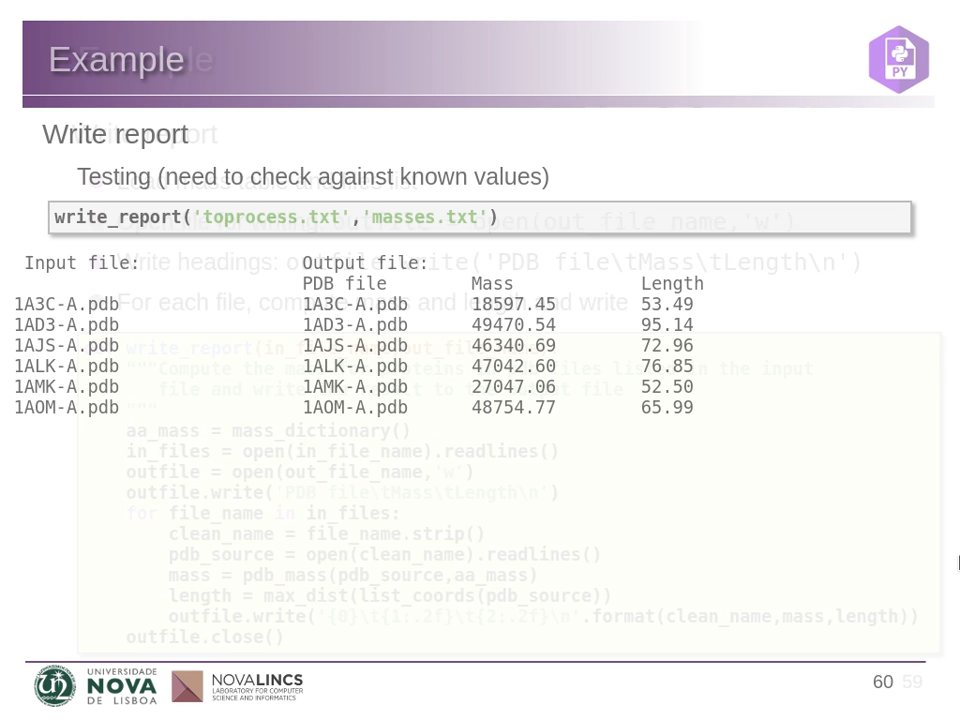 Example
PY
Write report
Testing (need to check against known values)
write_report('toprocess.txt','masses.txt')
Input file: Output file:
PDB file Mass Length
1A3C-A.pdb 1A3C-A.pdb 18597.45 53.49
1AD3-A.pdb 1AD3-A.pdb 49470.54 95.14
1AJS-A.pdb 1AJS-A.pdb 46340.69 72.96
1ALK-A.pdb 1ALK-A.pdb 47042.60 76.85
1AMK-A.pdb 1AMK-A.pdb 27047.06 52.50
1AOM-A.pdb 1AOM-A.pdb 48754.77 65.99
aa_mass = mass_dictionary()
in_files = open(in_file_name).readlines()
outfile = open(out_file_name,'w')
outfile.write('PDB file\tMass\tLength\n')
for file_name in in_files:
clean_name = file_name.strip()
pdb_source = open(clean_name).readlines()
mass = pdb_mass(pdb_source,aa_mass)
length = max_dist(list_coords(pdb_source))
outfile.write('{0}\t{1:.2f}\t{2:.2f}\n'.format(clean_name,mass,length))
outfile.close()
UNIVERSIDADE
NOVA
DE LISBOA
NOVALINCS
LABORATORY FOR COMPUTER
SCIENCE AND INFORMATICS
60 59